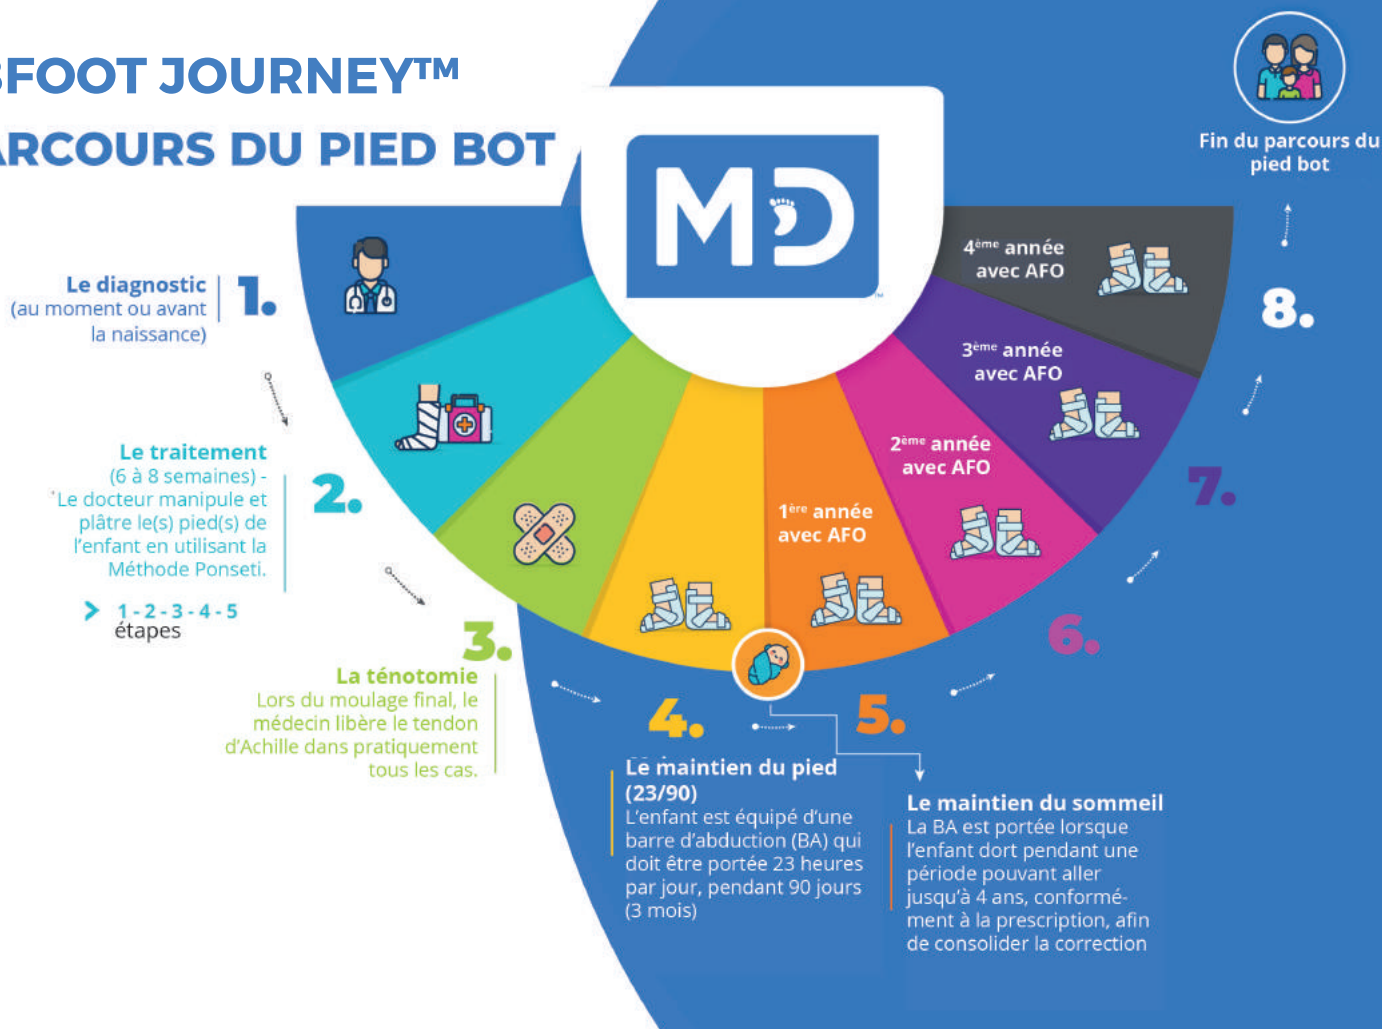 BFOOT JOURNEY™
ARCOURS DU PIED BOT
MD
™
Fin du parcours du
pied bot
1.
Le diagnostic
(au moment ou avant
la naissance)
2.
Le traitement
(6 à 8 semaines) -
Le docteur manipule et
plâtre le(s) pied(s) de
l'enfant en utilisant la
Méthode Ponseti.
1 - 2 - 3 - 4 - 5
étapes
3.
La ténotomie
Lors du moulage final, le
médecin libère le tendon
d'Achille dans pratiquement
tous les cas.
4.
Le maintien du pied
(23/90)
L'enfant est équipé d'une
barre d'abduction (BA) qui
doit être portée 23 heures
par jour, pendant 90 jours
(3 mois)
5.
Le maintien du sommeil
La BA est portée lorsque
l'enfant dort pendant une
période pouvant aller
jusqu'à 4 ans, conformé-
ment à la prescription, afin
de consolider la correction
1ère année
avec AFO
6.
2ème année
avec AFO
7.
3ème année
avec AFO
8.
4ème année
avec AFO